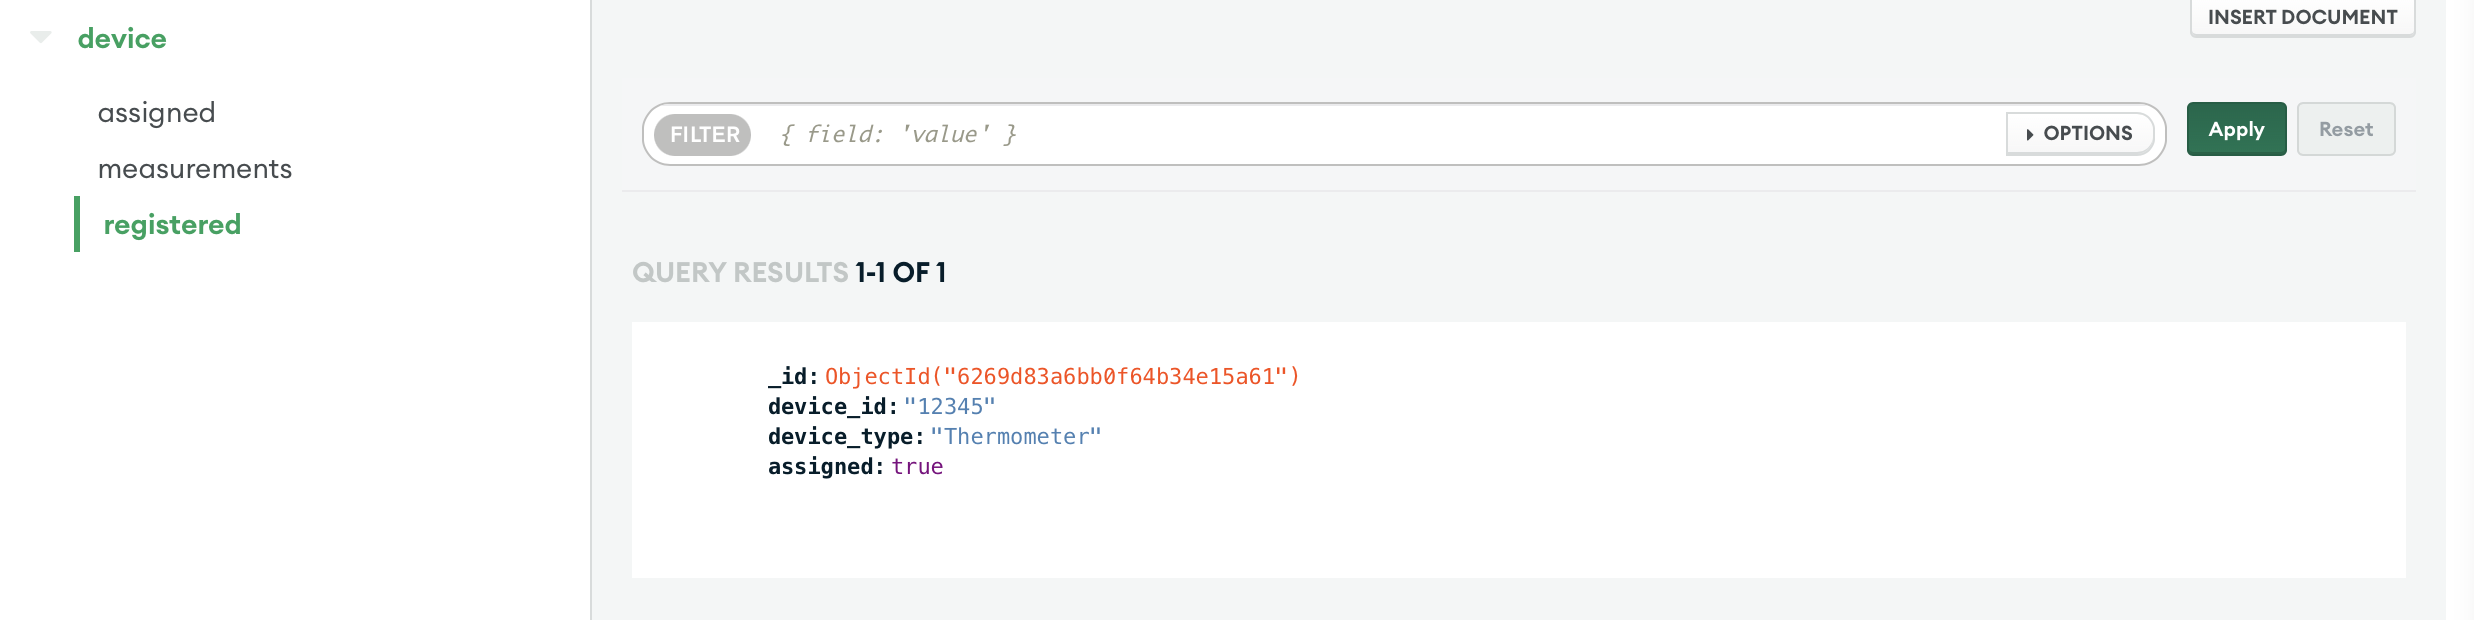 device
assigned
measurements
registered
INSERT DOCUMENT
FILTER { field: 'value' } OPTIONS Apply Reset
QUERY RESULTS 1-1 OF 1
_id: ObjectId("6269d83a6bb0f64b34e15a61")
device_id: "12345"
device_type: "Thermometer"
assigned: true